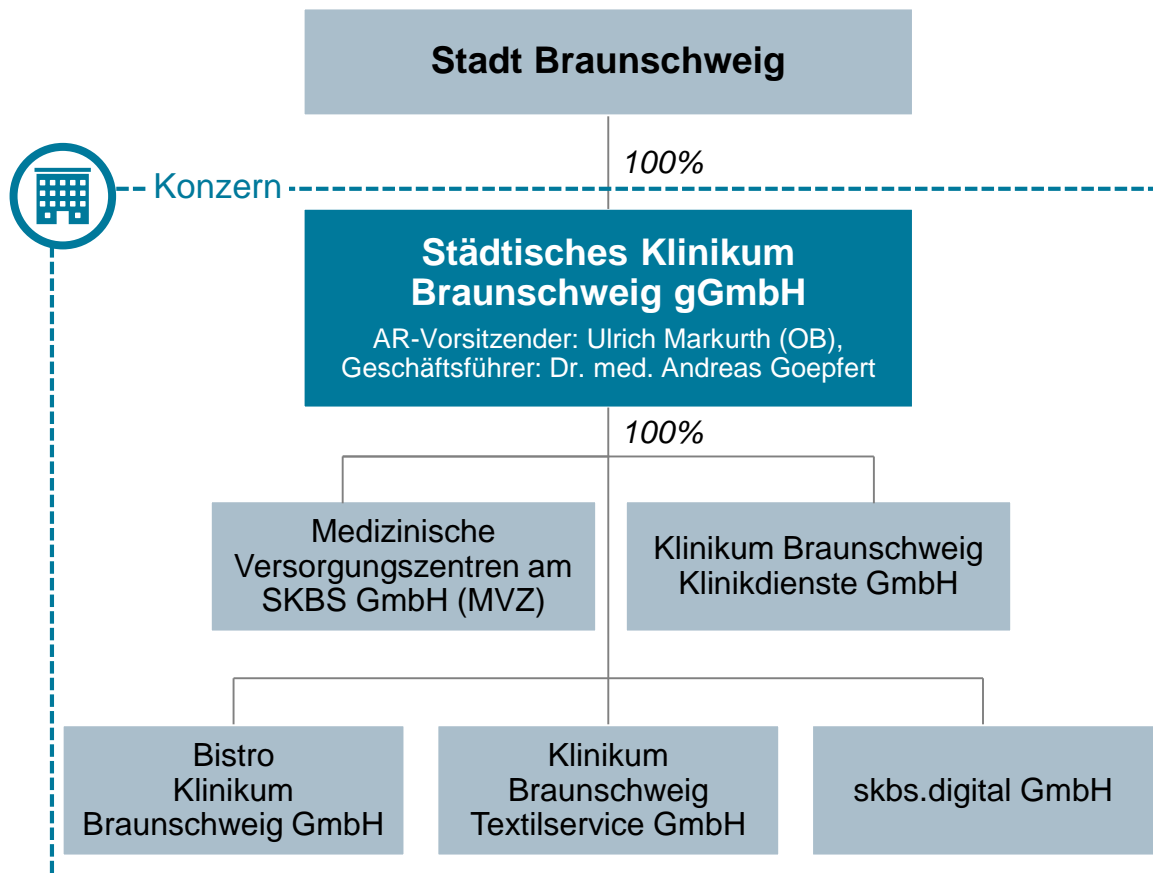 Stadt Braunschweig
100%
Konzern
Städtisches Klinikum
Braunschweig gGmbH
AR-Vorsitzender: Ulrich Markurth (OB),
Geschäftsführer: Dr. med. Andreas Goepfert
100%
Medizinische
Versorgungszentren am
SKBS GmbH (MVZ)
Klinikum Braunschweig
Klinikdienste GmbH
Bistro
Klinikum
Braunschweig GmbH
Klinikum
Braunschweig
Textilservice GmbH
skbs.digital GmbH